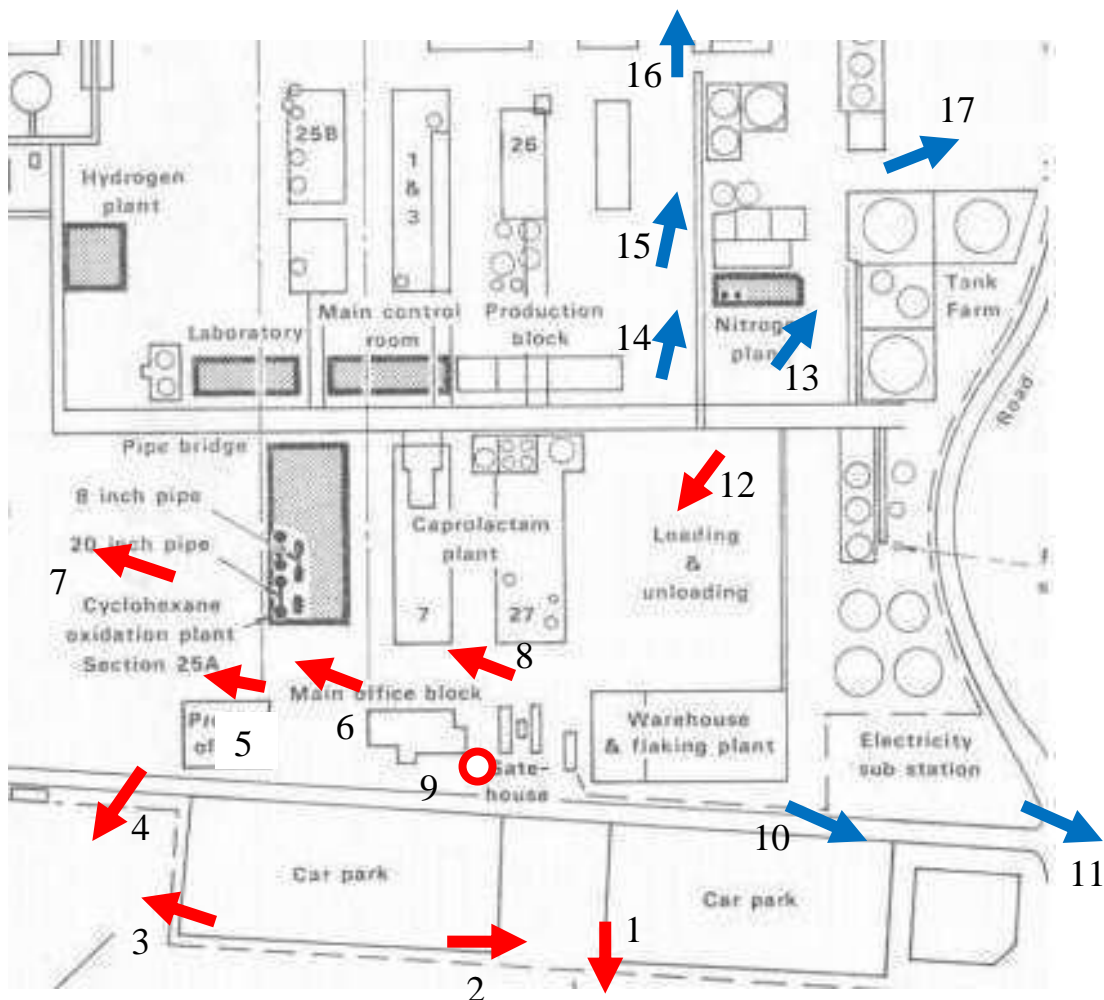 16
17
25B
1
&
3
26
Hydrogen
plant
15
Tank
Farm
Laboratory
Main control
room
Production
block
14
Nitrogen
plant
13
Road
Pipe bridge
8 inch pipe
20 inch pipe
7
Cyclohexane
oxidation plant
Section 25A
Caprolactam
plant
7
27
12
Loading
&
unloading
8
Main office block
6
5
9
Gate-
house
Warehouse
& flaking plant
Electricity
sub station
4
10
11
Car park
Car park
3
2
1